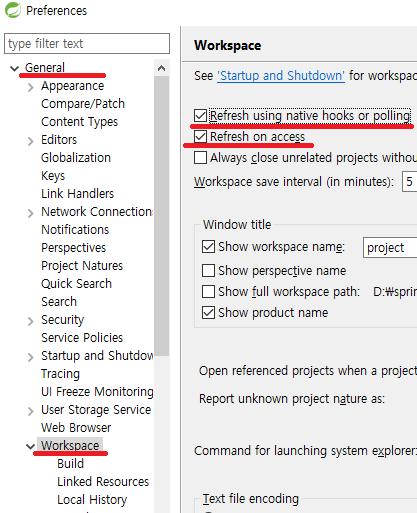 Preferences
type filter text
General
Appearance
Compare/Patch
Content Types
Editors
Globalization
Keys
Link Handlers
Network Connections
Notifications
Perspectives
Project Natures
Quick Search
Search
Security
Service Policies
Startup and Shutdow
Tracing
UI Freeze Monitoring
User Storage Service
Web Browser
Workspace
Build
Linked Resources
Local History
Workspace
See 'Startup and Shutdown' for workspac
Refresh using native hooks or polling
Refresh on access
Always close unrelated projects withou
Workspace save interval (in minutes): 5
Window title
Show workspace name: project
Show perspective name
Show full workspace path: D:₩sprin
Show product name
Open referenced projects when a project
Report unknown project nature as:
Command for launching system explorer:
Text file encoding